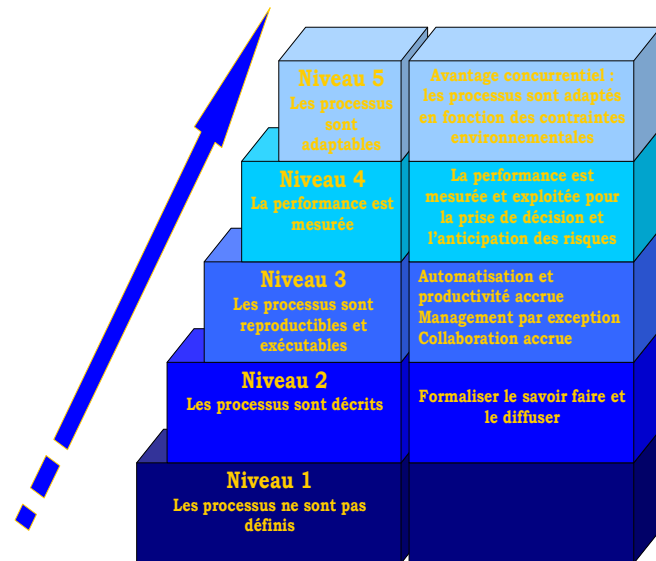 Niveau 5
Les processus
sont
adaptables
Avantage concurrentiel :
les processus sont adaptés
en fonction des contraintes
environnementales
Niveau 4
La performance est
mesurée
La performance est
mesurée et exploitée pour
la prise de décision et
l'anticipation des risques
Niveau 3
Les processus sont
reproductibles et
exécutables
Automatisation et
productivité accrue
Management par exception
Collaboration accrue
Niveau 2
Les processus sont décrits
Formaliser le savoir faire et
le diffuser
Niveau 1
Les processus ne sont pas
définis